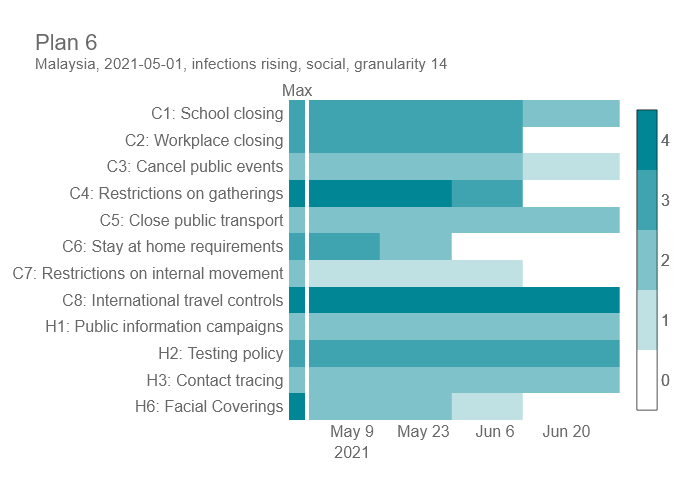 Plan 6
Malaysia, 2021-05-01, infections rising, social, granularity 14
Max
C1: School closing
C2: Workplace closing
C3: Cancel public events
C4: Restrictions on gatherings
C5: Close public transport
C6: Stay at home requirements
C7: Restrictions on internal movement
C8: International travel controls
H1: Public information campaigns
H2: Testing policy
H3: Contact tracing
H6: Facial Coverings
May 9 May 23 Jun 6 Jun 20
2021
4
3
2
1
0